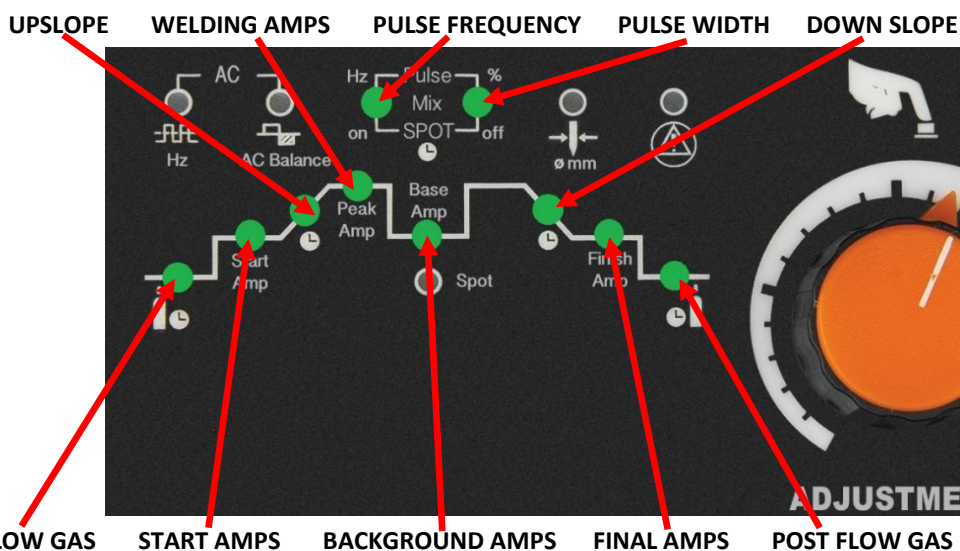 UPSLOPE WELDING AMPS PULSE FREQUENCY PULSE WIDTH DOWN SLOPE
AC Hz Pulse %
Mix
on SPOT off
Hz AC Balance ø mm
Base
Amp
Peak
Amp
Start
Amp
Spot
Finish
Amp
ADJUSTME
LOW GAS START AMPS BACKGROUND AMPS FINAL AMPS POST FLOW GAS